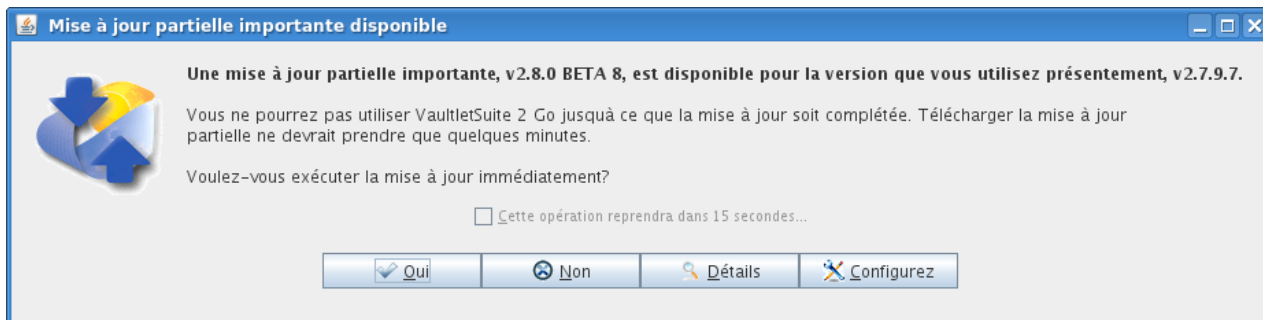 Mise à jour partielle importante disponible
Une mise à jour partielle importante, v2.8.0 BETA 8, est disponible pour la version que vous utilisez présentement, v2.7.9.7.
Vous ne pourrez pas utiliser VaultletSuite 2 Go jusquà ce que la mise à jour soit complétée. Télécharger la mise à jour
partielle ne devrait prendre que quelques minutes.
Voulez-vous exécuter la mise à jour immédiatement?
Cette opération reprendra dans 15 secondes...
Oui Non Détails Configurez